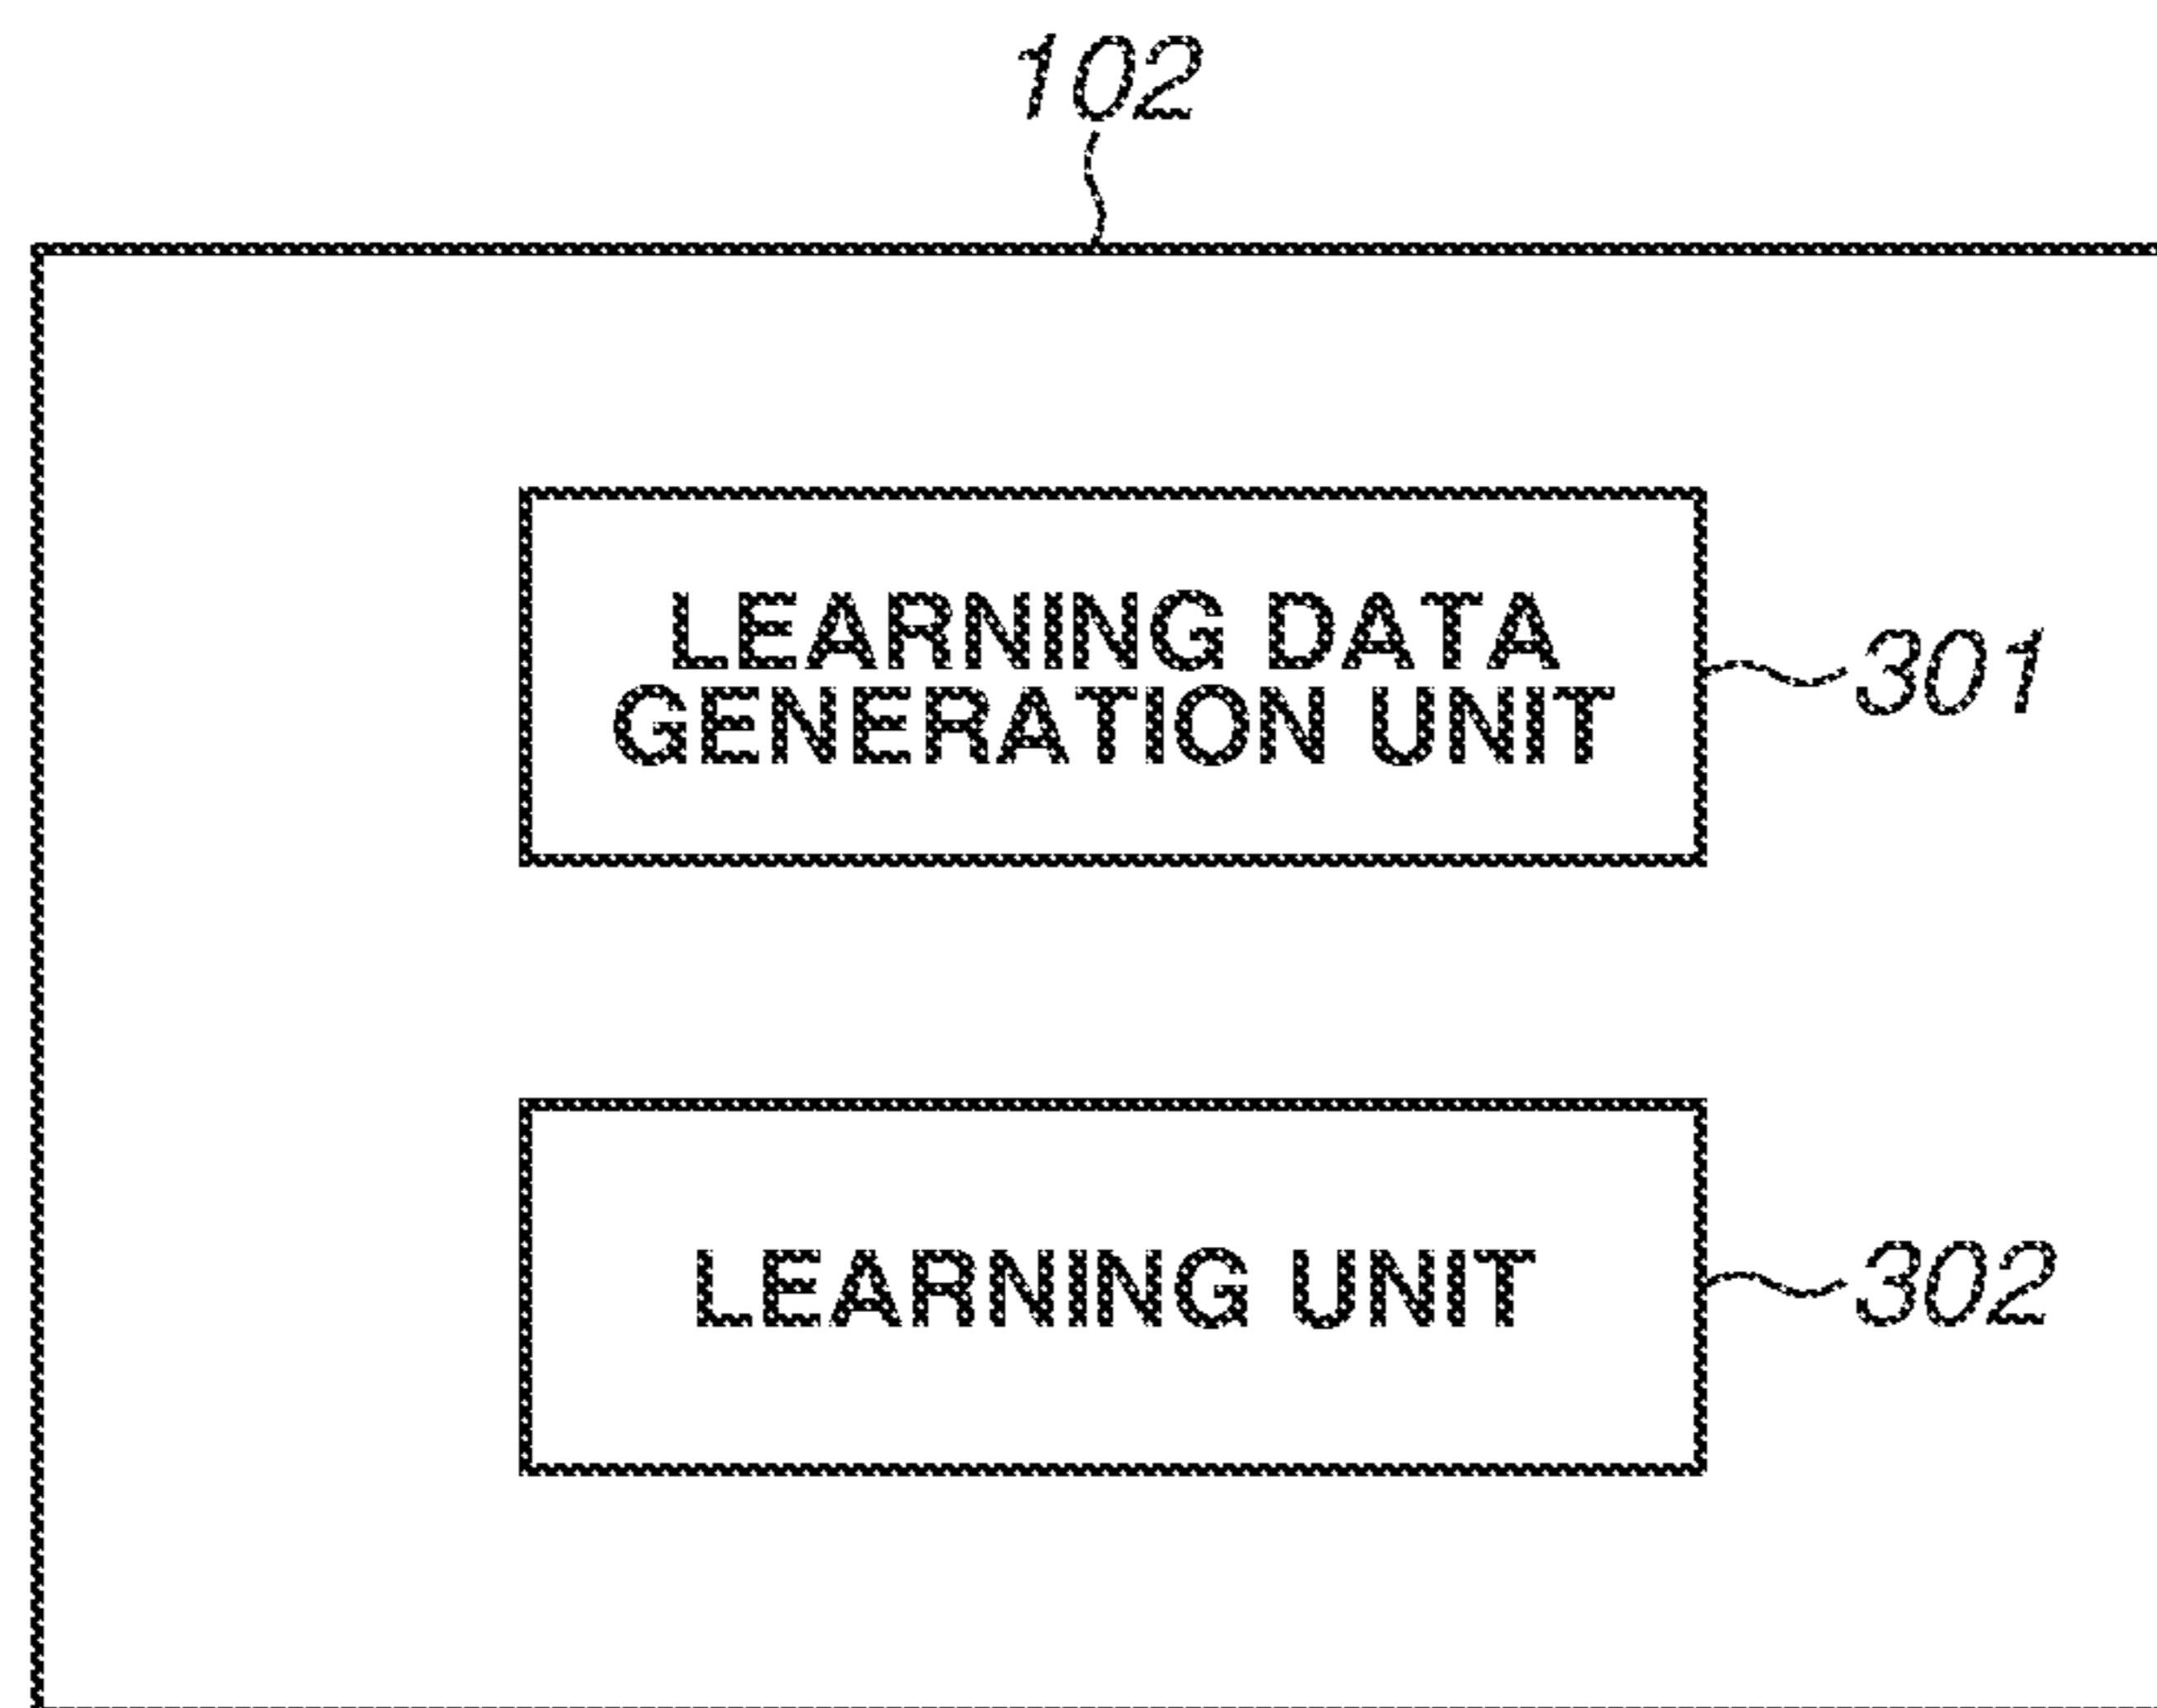 102
LEARNING DATA
GENERATION UNIT
301
LEARNING UNIT
302